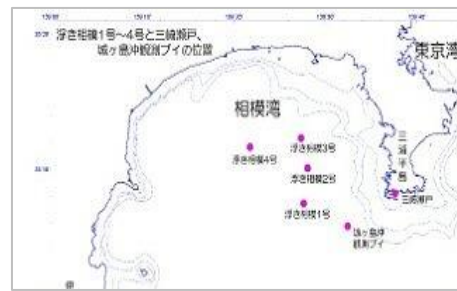 浮き相模1号~4号と三崎瀬戸、
城ヶ島沖観測ブイの位置
東京湾
相模湾
三浦半島
浮き相模3号
浮き相模4号
浮き相模2号
三崎瀬戸
浮き相模1号
城ヶ島沖
観測ブイ